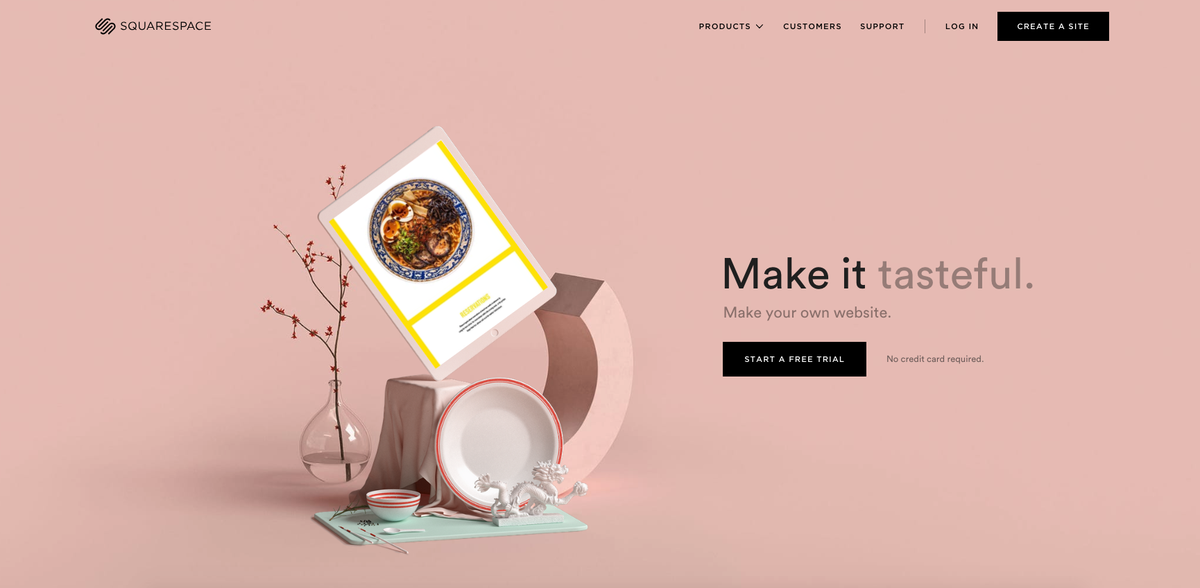 SQUARESPACE
PRODUCTS
CUSTOMERS
SUPPORT
LOG IN
CREATE A SITE
Make it tasteful.
Make your own website.
START A FREE TRIAL
No credit card required.
RESERVATIONS